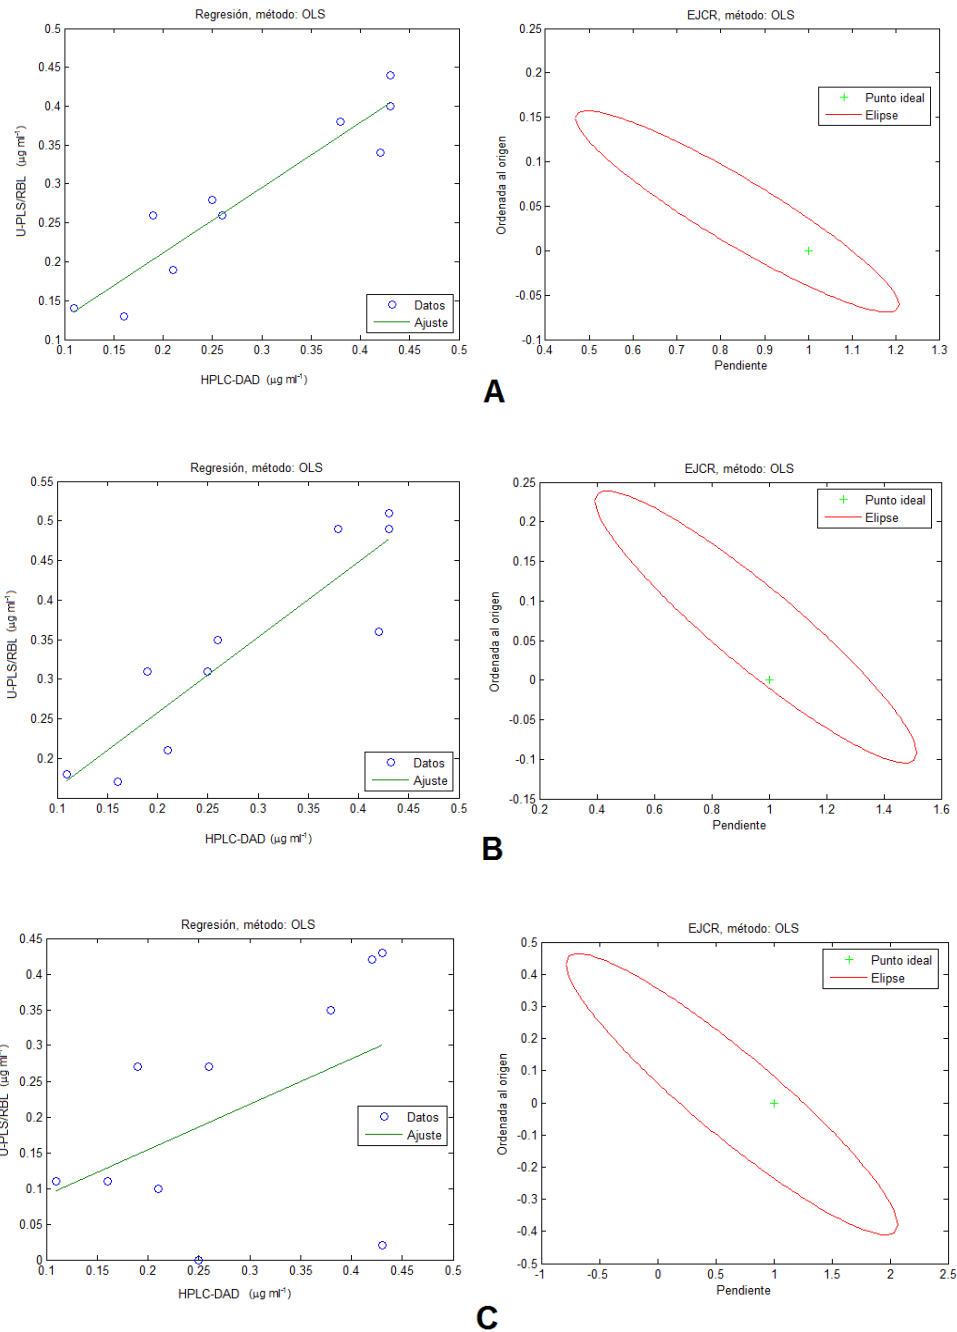 Regresión, método: OLS
0.5
0.45
0.4
0.35
0.3
0.25
0.2
0.15
0.1
0.1 0.15 0.2 0.25 0.3 0.35 0.4 0.45 0.5
U-PLS/RBL (µg ml⁻¹)
HPLC-DAD (µg ml⁻¹)
Datos
Ajuste
EJCR, método: OLS
0.25
0.2
0.15
0.1
0.05
0
-0.05
-0.1
0.4 0.5 0.6 0.7 0.8 0.9 1 1.1 1.2 1.3
Ordenada al origen
Pendiente
Punto ideal
Elipse
A
Regresión, método: OLS
0.55
0.5
0.45
0.4
0.35
0.3
0.25
0.2
0.1 0.15 0.2 0.25 0.3 0.35 0.4 0.45 0.5
U-PLS/RBL (µg ml⁻¹)
HPLC-DAD (µg ml⁻¹)
Datos
Ajuste
EJCR, método: OLS
0.25
0.2
0.15
0.1
0.05
0
-0.05
-0.1
-0.15
0.2 0.4 0.6 0.8 1 1.2 1.4 1.6
Ordenada al origen
Pendiente
Punto ideal
Elipse
B
Regresión, método: OLS
0.45
0.4
0.35
0.3
0.25
0.2
0.15
0.1
0.05
0
0.1 0.15 0.2 0.25 0.3 0.35 0.4 0.45 0.5
U-PLS/RBL (µg ml⁻¹)
HPLC-DAD (µg ml⁻¹)
Datos
Ajuste
EJCR, método: OLS
0.5
0.4
0.3
0.2
0.1
0
-0.1
-0.2
-0.3
-0.4
-0.5
-1 -0.5 0 0.5 1 1.5 2 2.5
Ordenada al origen
Pendiente
Punto ideal
Elipse
C